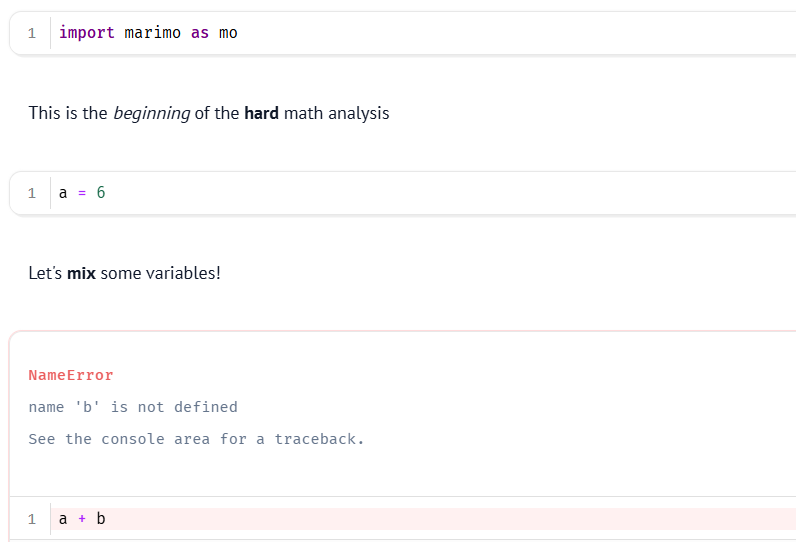 1 import marimo as mo
This is the beginning of the hard math analysis
1 a = 6
Let's mix some variables!
NameError
name 'b' is not defined
See the console area for a traceback.
1 a + b